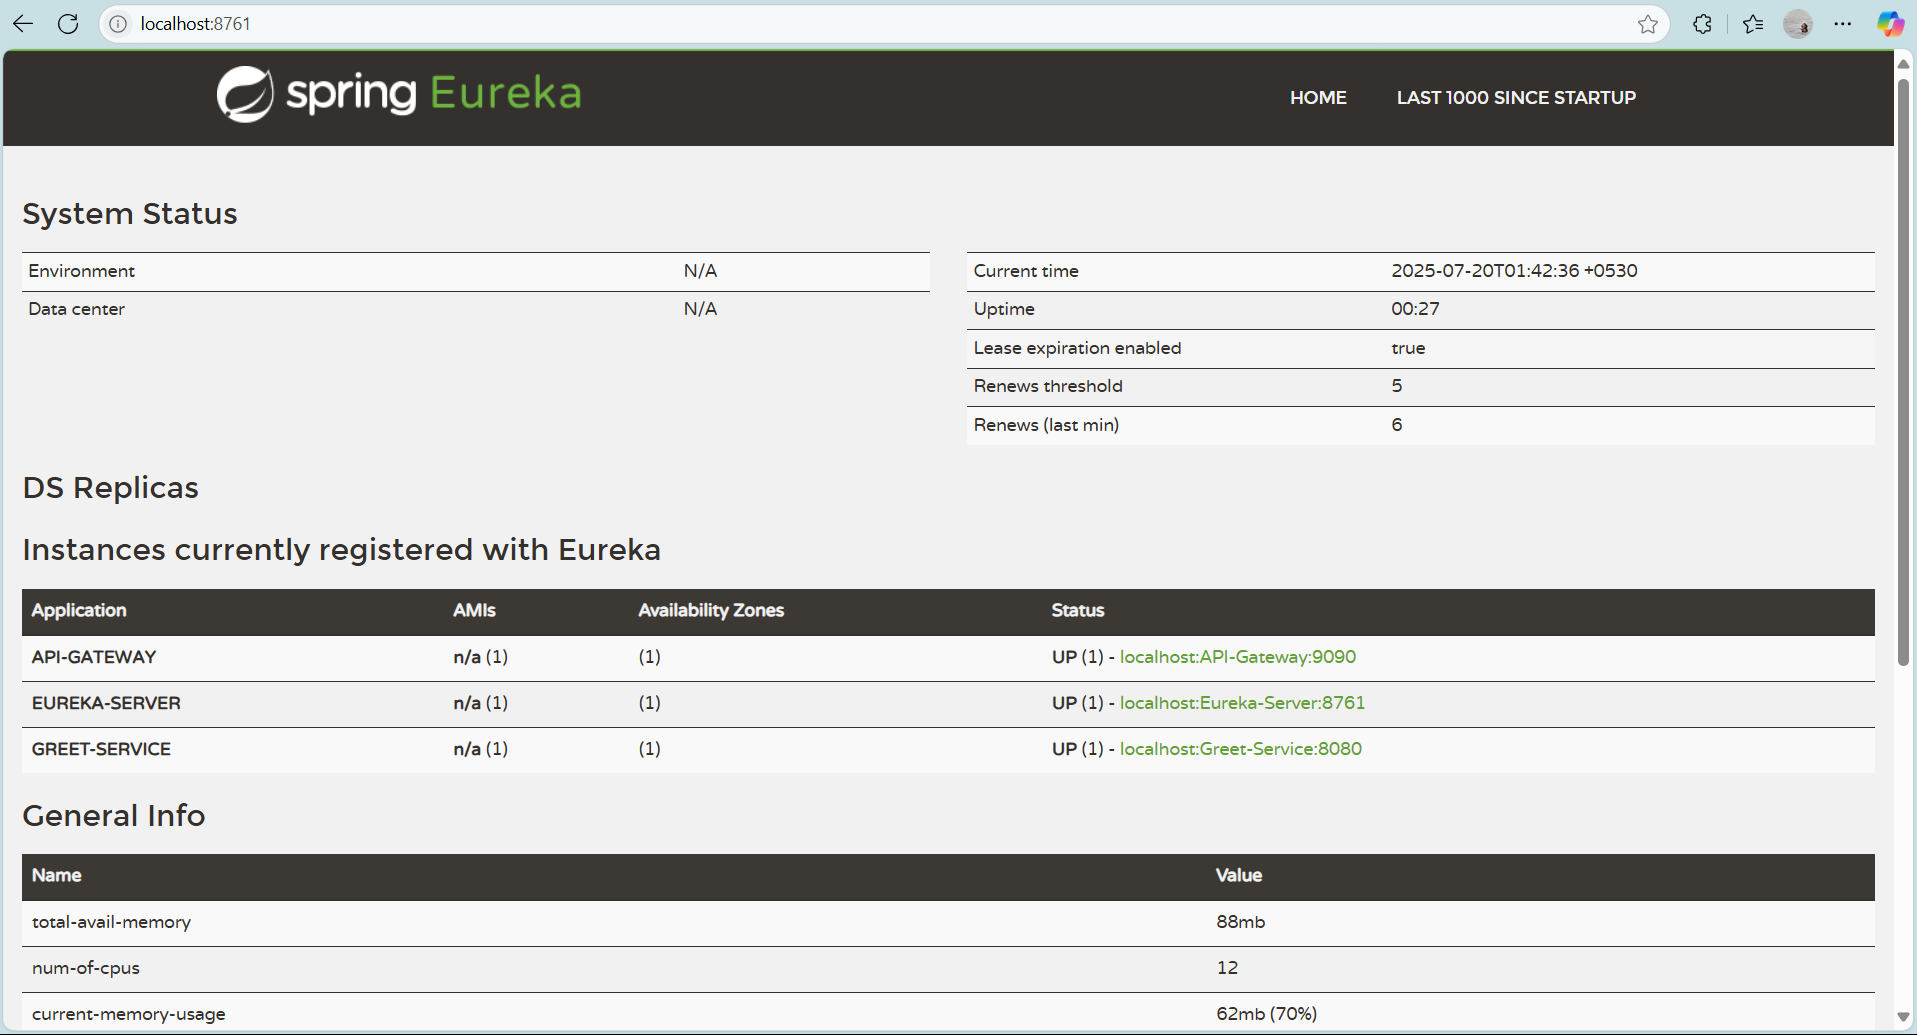 localhost:8761
spring Eureka
HOME LAST 1000 SINCE STARTUP
System Status
Environment N/A
Data center N/A
Current time 2025-07-20T01:42:36 +0530
Uptime 00:27
Lease expiration enabled true
Renews threshold 5
Renews (last min) 6
DS Replicas
Instances currently registered with Eureka
Application AMIs Availability Zones Status
API-GATEWAY n/a (1) (1) UP (1) - localhost:API-Gateway:9090
EUREKA-SERVER n/a (1) (1) UP (1) - localhost:Eureka-Server:8761
GREET-SERVICE n/a (1) (1) UP (1) - localhost:Greet-Service:8080
General Info
Name Value
total-avail-memory 88mb
num-of-cpus 12
current-memory-usage 62mb (70%)